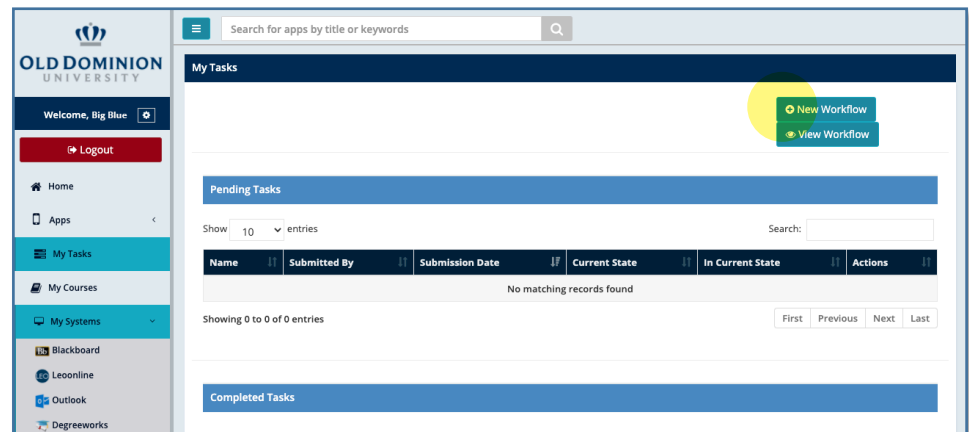 OLD DOMINION
UNIVERSITY
Welcome, Big Blue
Logout
Home
Apps
My Tasks
My Courses
My Systems
Bb Blackboard
LEO Leoonline
Outlook
Degreeworks
Search for apps by title or keywords
My Tasks
New Workflow
View Workflow
Pending Tasks
Show 10 entries Search:
Name Submitted By Submission Date Current State In Current State Actions
No matching records found
Showing 0 to 0 of 0 entries First Previous Next Last
Completed Tasks